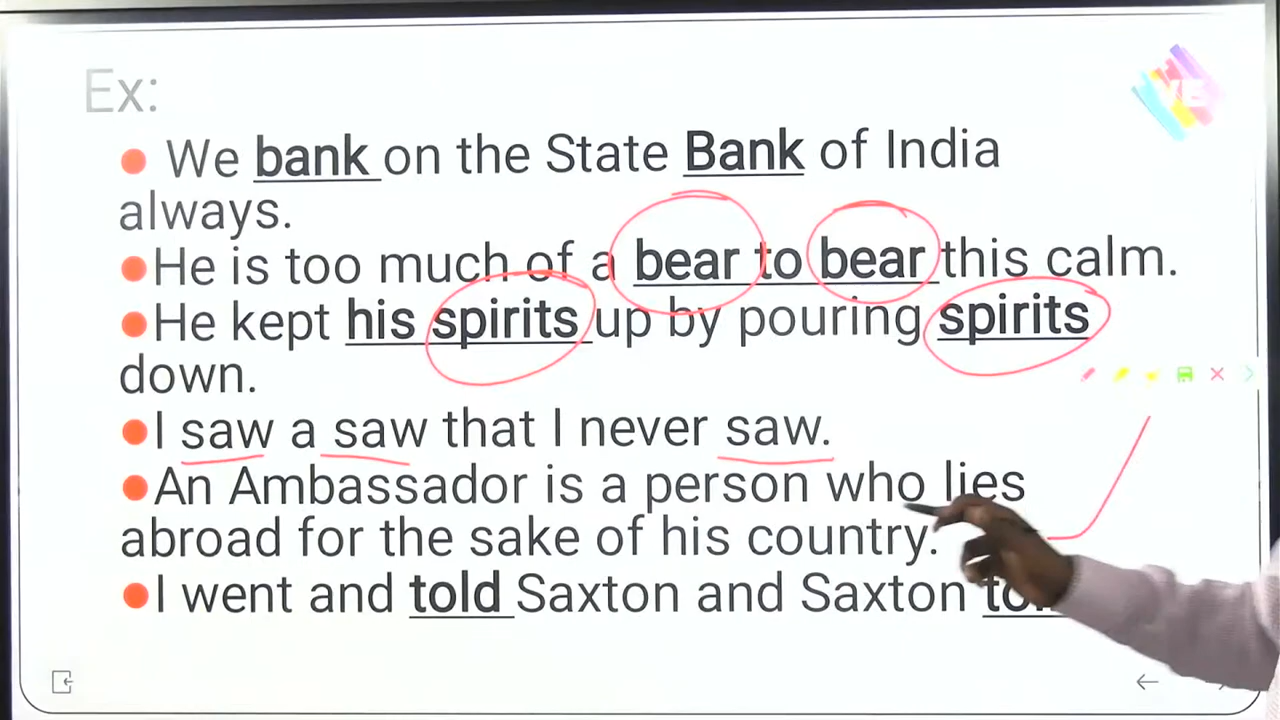 Ex:
VE
● We bank on the State Bank of India
always.
●He is too much of a bear to bear this calm.
●He kept his spirits up by pouring spirits
down.
●I saw a saw that I never saw.
●An Ambassador is a person who lies
abroad for the sake of his country.
●I went and told Saxton and Saxton